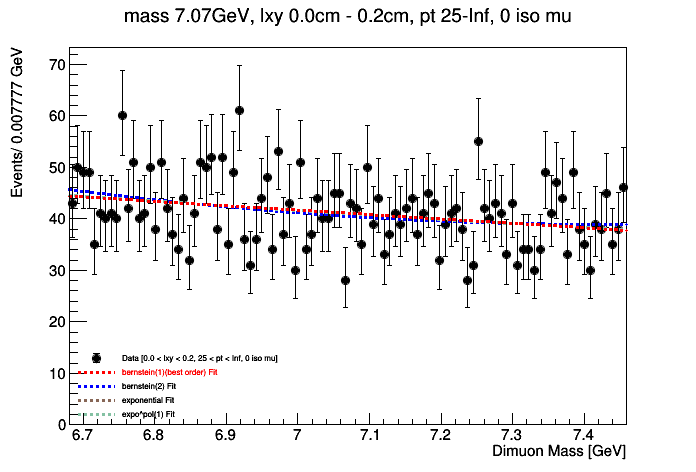 mass 7.07GeV, lxy 0.0cm - 0.2cm, pt 25-Inf, 0 iso mu
Events/ 0.007777 GeV
70
60
50
40
30
20
10
0
Data [0.0 < lxy < 0.2, 25 < pt < Inf, 0 iso mu]
bernstein(1)(best order) Fit
bernstein(2) Fit
exponential Fit
expo*pol(1) Fit
6.7 6.8 6.9 7 7.1 7.2 7.3 7.4
Dimuon Mass [GeV]